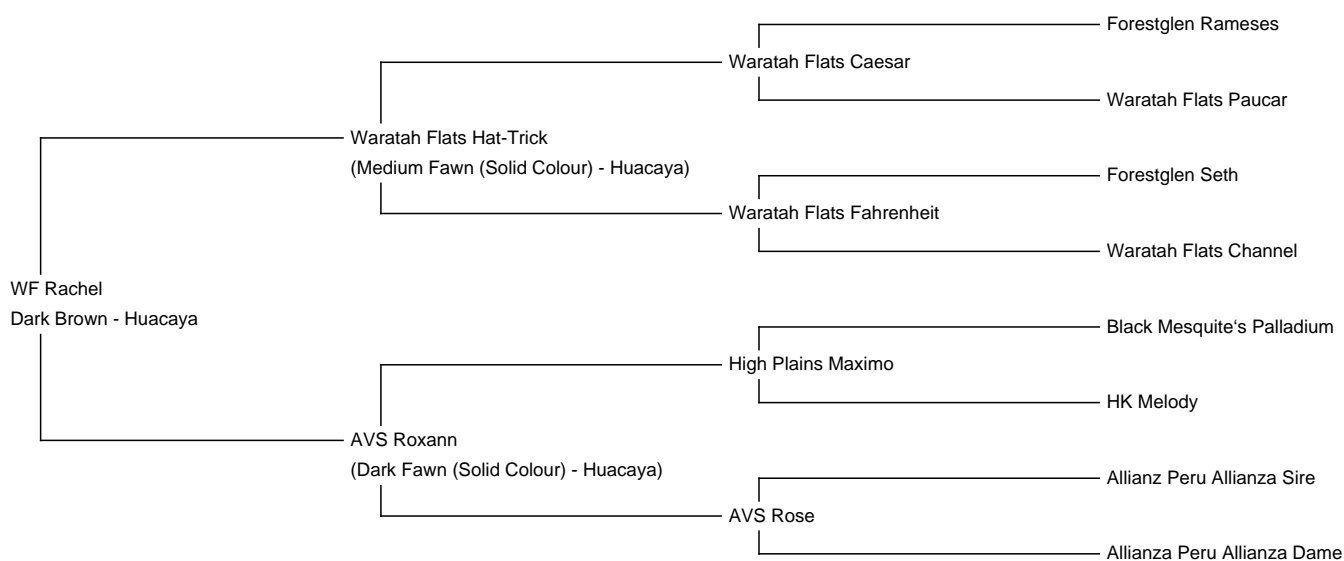 Forestglen Rameses
Waratah Flats Caesar
Waratah Flats Paucar
Waratah Flats Hat-Trick
(Medium Fawn (Solid Colour) - Huacaya)
Forestglen Seth
Waratah Flats Fahrenheit
Waratah Flats Channel
WF Rachel
Dark Brown - Huacaya
Black Mesquite‘s Palladium
High Plains Maximo
HK Melody
AVS Roxann
(Dark Fawn (Solid Colour) - Huacaya)
Allianz Peru Allianza Sire
AVS Rose
Allianza Peru Allianza Dame